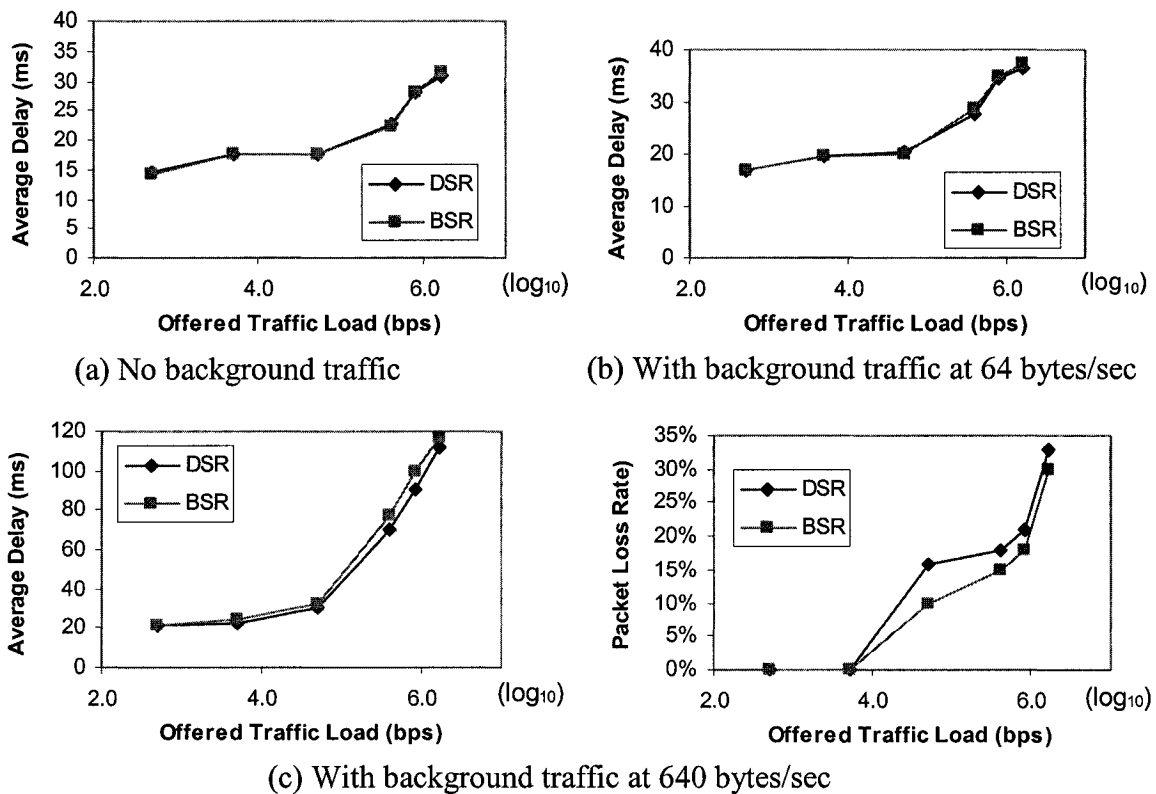 40
35
30
25
20
15
10
5
0
Average Delay (ms)
DSR
BSR
2.0 4.0 6.0 (log₁₀)
Offered Traffic Load (bps)
(a) No background traffic
40
30
20
10
0
Average Delay (ms)
DSR
BSR
2.0 4.0 6.0 (log₁₀)
Offered Traffic Load (bps)
(b) With background traffic at 64 bytes/sec
120
100
80
60
40
20
0
Average Delay (ms)
DSR
BSR
2.0 4.0 6.0 (log₁₀)
Offered Traffic Load (bps)
35%
30%
25%
20%
15%
10%
5%
0%
Packet Loss Rate
DSR
BSR
2.0 4.0 6.0 (log₁₀)
Offered Traffic Load (bps)
(c) With background traffic at 640 bytes/sec